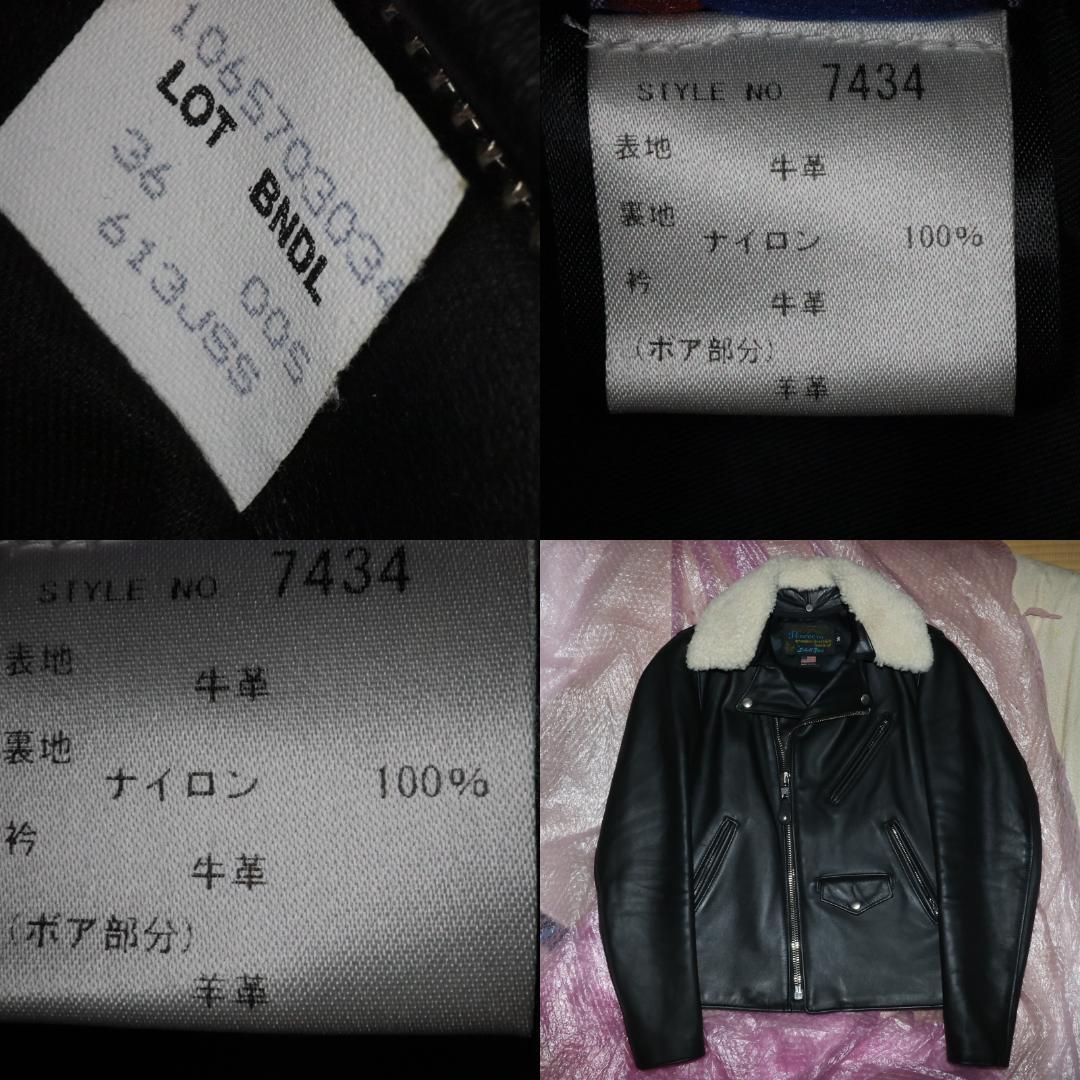 1065703034
LOT BNDL
36 00S
613JSS
STYLE NO 7434
表地
牛革
裏地
ナイロン 100%
衿
牛革
(ボア部分)
羊革
STYLE NO 7434
表地
牛革
裏地
ナイロン 100%
衿
牛革
(ボア部分)
羊革